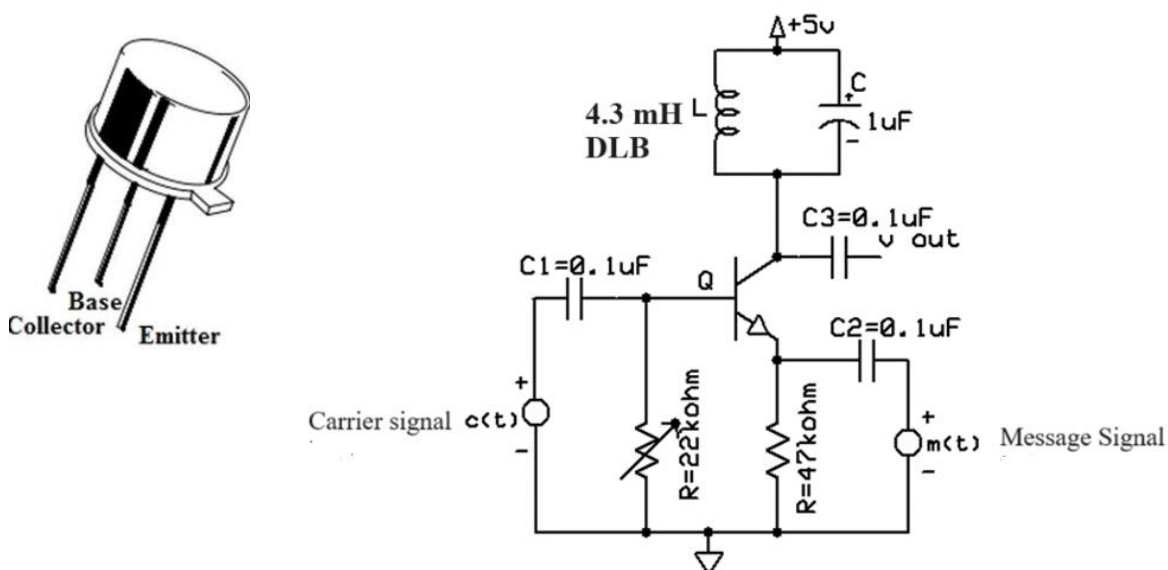 +5v
4.3 mH L
DLB
C
+
1uF
-
C3=0.1uF
v out
C1=0.1uF
Q
C2=0.1uF
Base
Collector
Emitter
+
Carrier signal c(t)
-
R=22kohm
R=47kohm
+
m(t) Message Signal
-